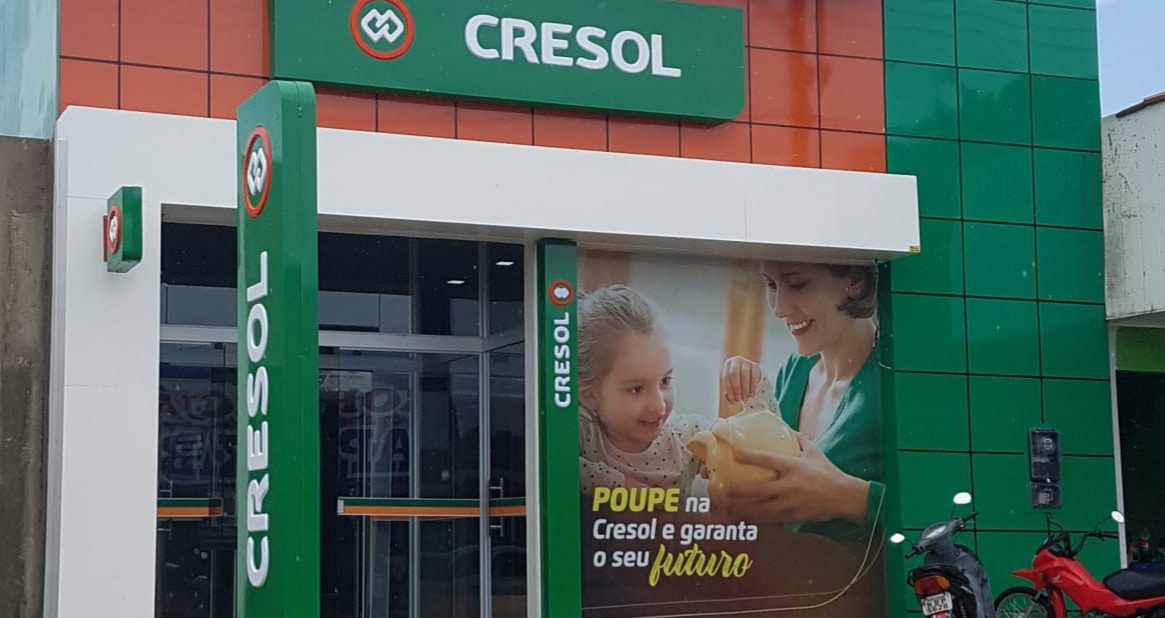 CRESOL
CRESOL
CRESOL
POUPE na
Cresol e garanta
o seu futuro